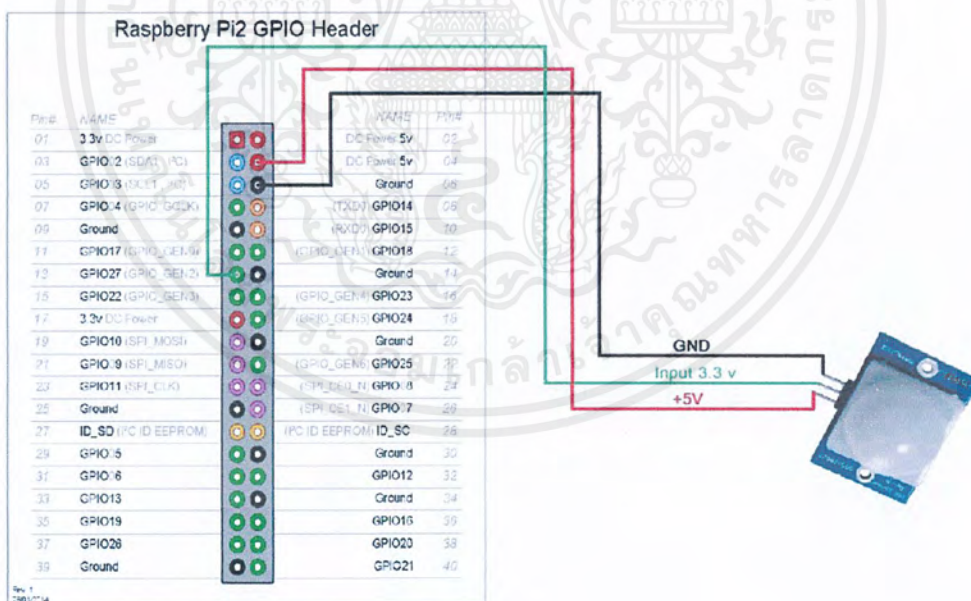 Raspberry Pi2 GPIO Header
Pin# NAME NAME Pin#
01 3.3v DC Power DC Power 5v 02
03 GPIO02 (SDA1, I²C) DC Power 5v 04
05 GPIO03 (SCL1, I²C) Ground 06
07 GPIO04 (GPIO_GCLK) (TXD0) GPIO14 08
09 Ground (RXD0) GPIO15 10
11 GPIO17 (GPIO_GEN0) (GPIO_GEN1) GPIO18 12
13 GPIO27 (GPIO_GEN2) Ground 14
15 GPIO22 (GPIO_GEN3) (GPIO_GEN4) GPIO23 16
17 3.3v DC Power (GPIO_GEN5) GPIO24 18
19 GPIO10 (SPI_MOSI) Ground 20
21 GPIO09 (SPI_MISO) (GPIO_GEN6) GPIO25 22
23 GPIO11 (SPI_CLK) (SPI_CE0_N) GPIO08 24
25 Ground (SPI_CE1_N) GPIO07 26
27 ID_SD (I²C ID EEPROM) (I²C ID EEPROM) ID_SC 28
29 GPIO05 Ground 30
31 GPIO06 GPIO12 32
33 GPIO13 Ground 34
35 GPIO19 GPIO16 36
37 GPIO26 GPIO20 38
39 Ground GPIO21 40
Rev. 1
GND
Input 3.3 v
+5V